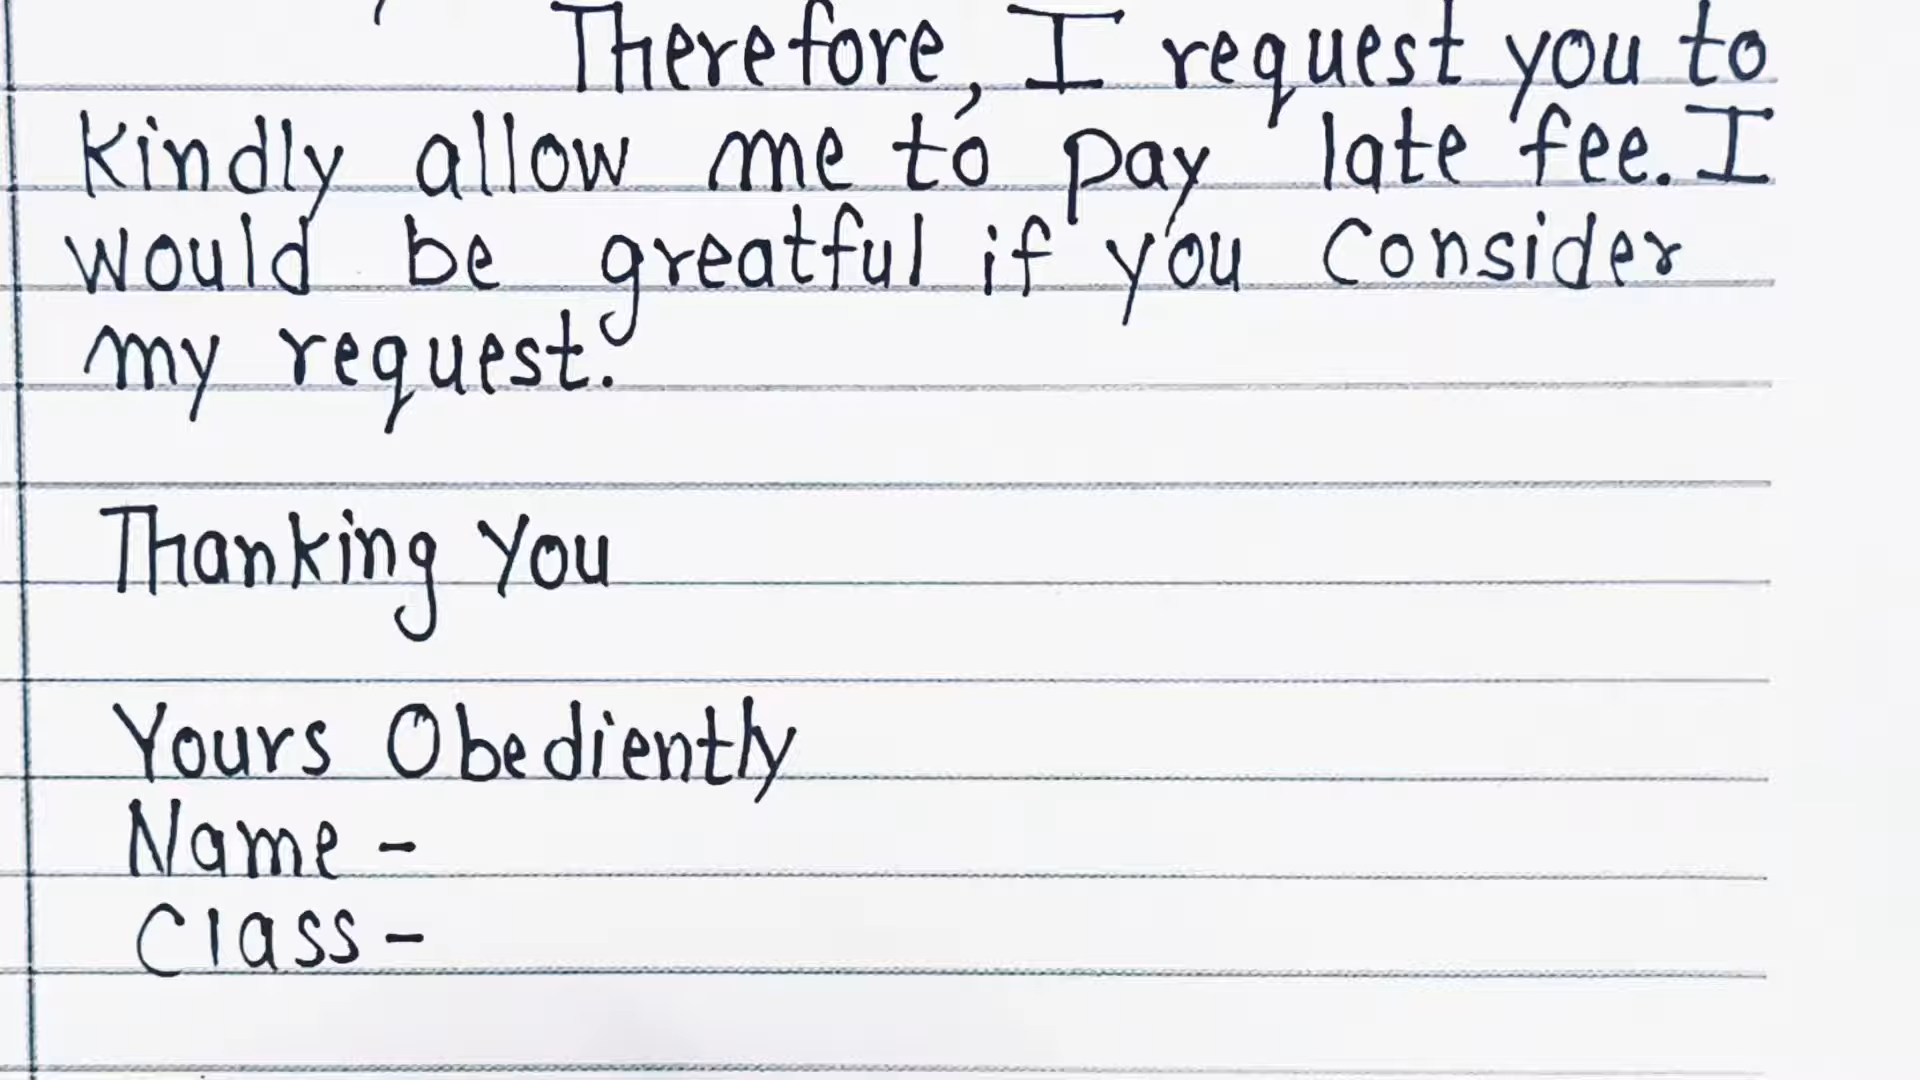 Therefore, I request you to
kindly allow me to pay late fee. I
would be greatful if you consider
my request.
Thanking You
Yours Obediently
Name -
Class -